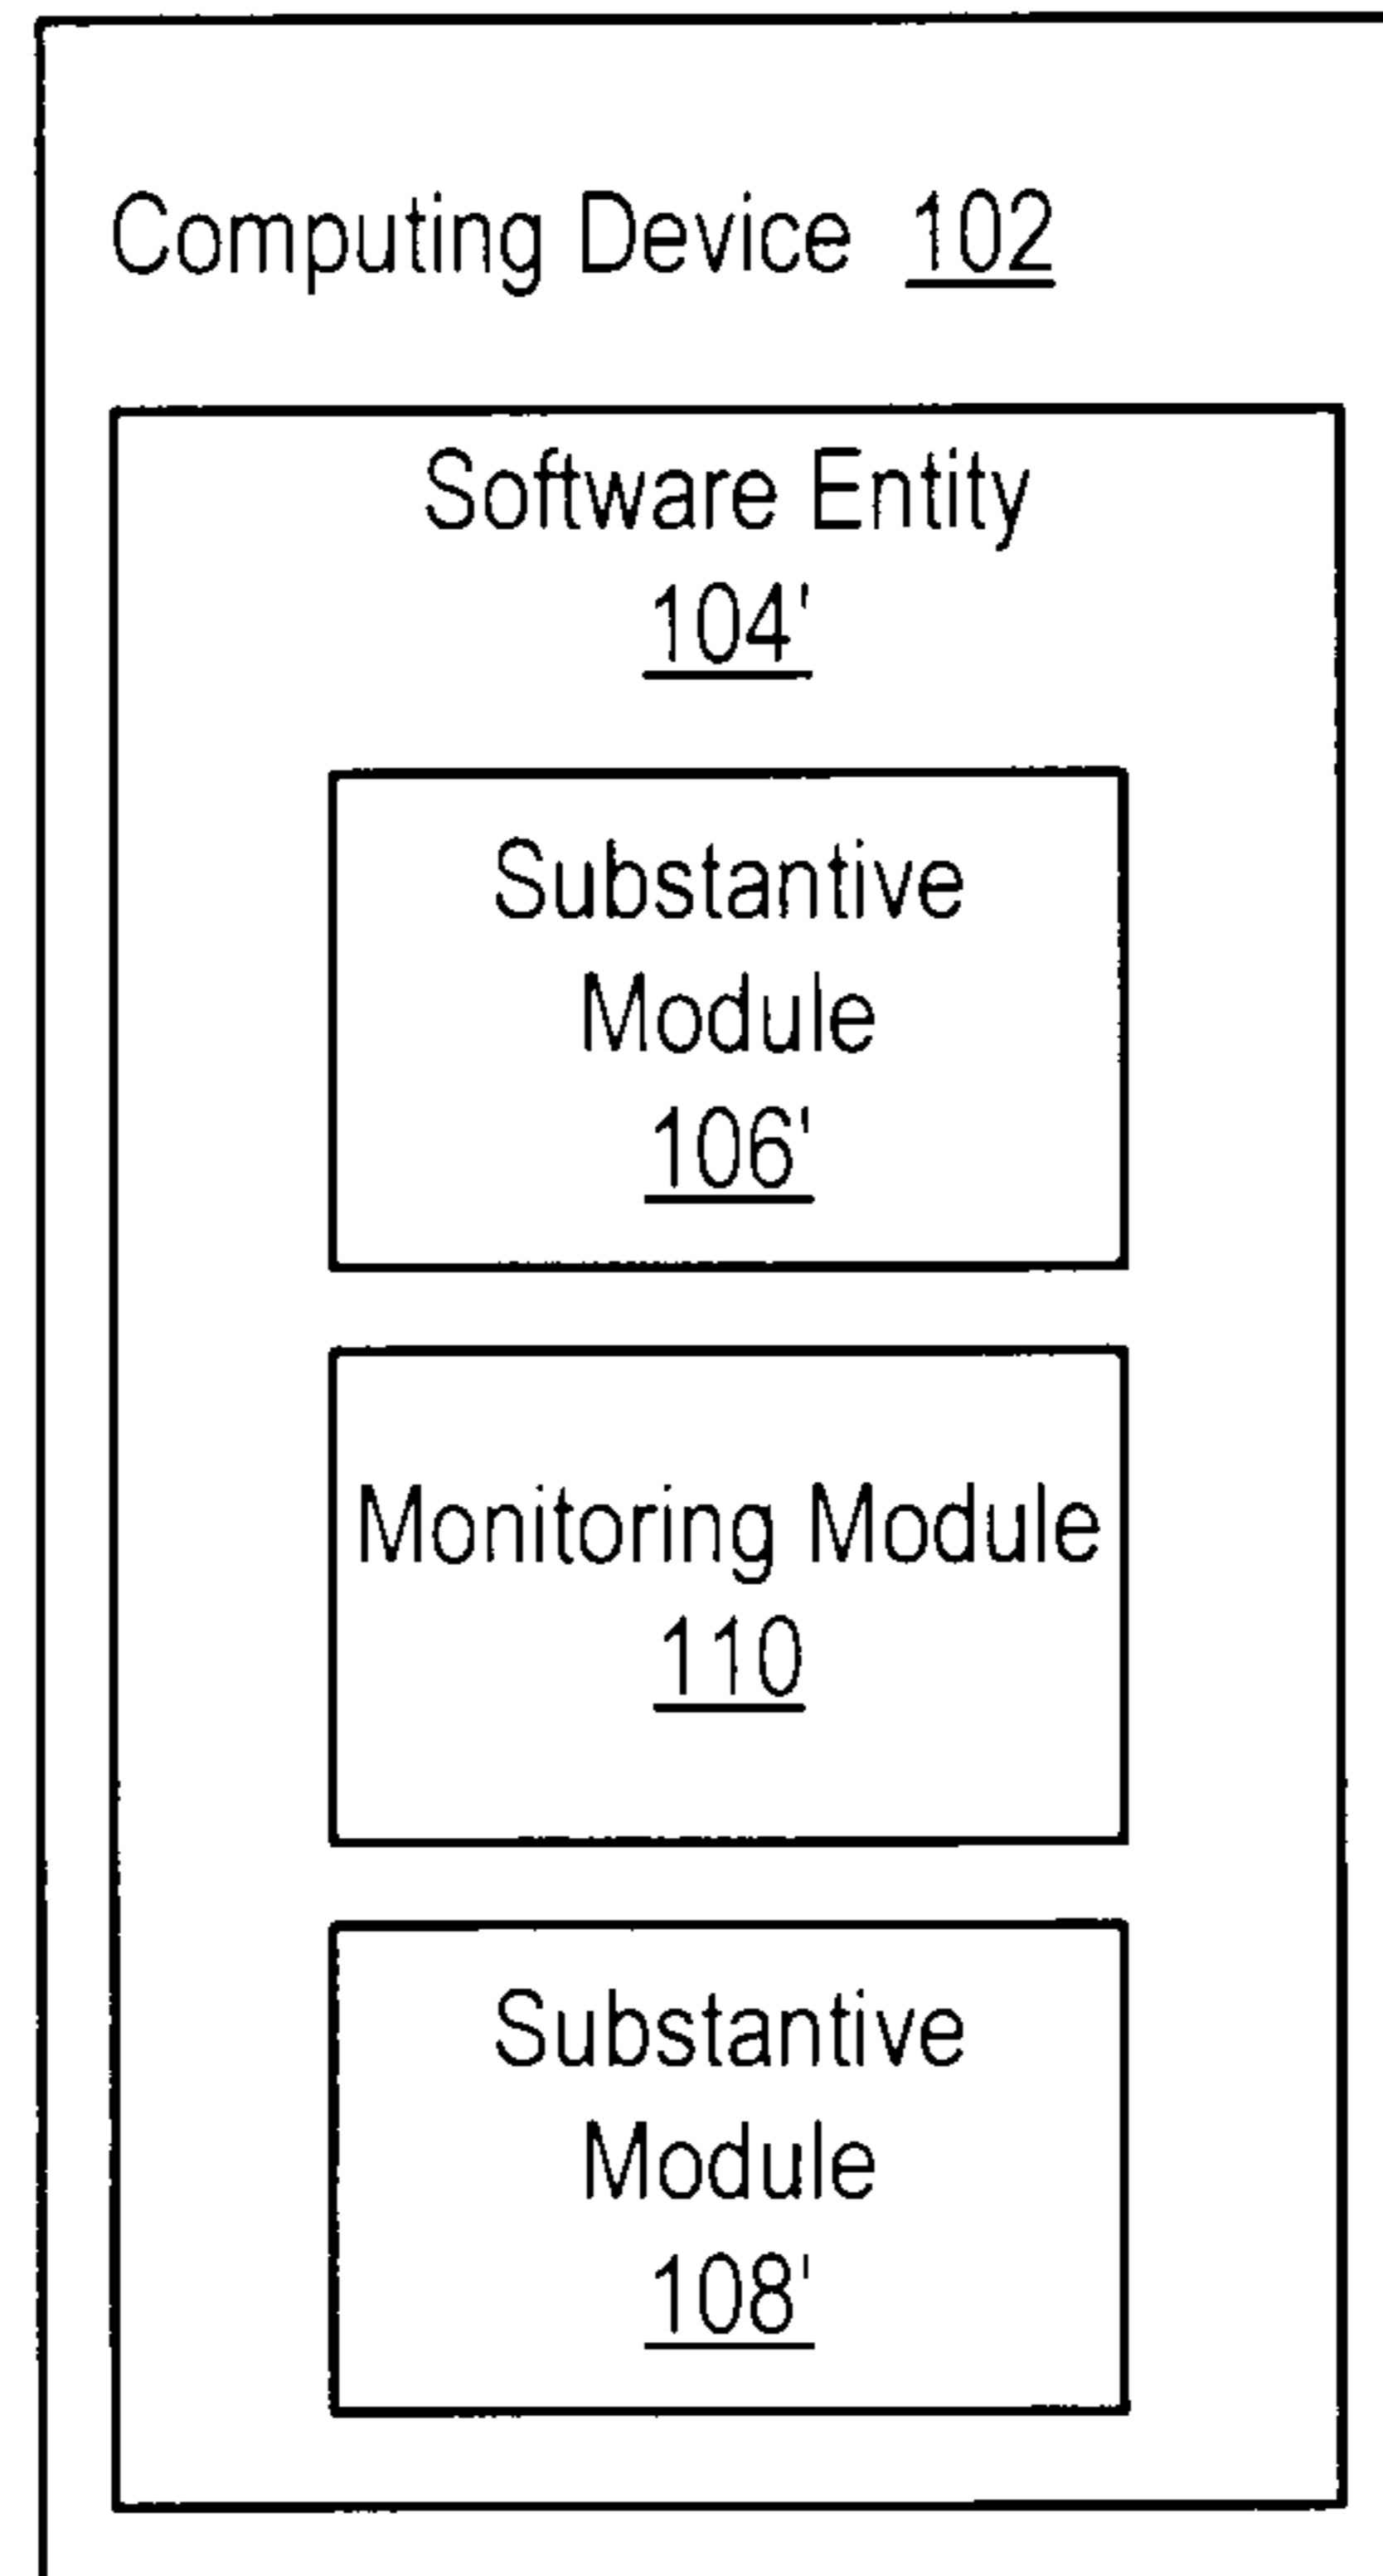 Computing Device 102
Software Entity
104'
Substantive
Module
106'
Monitoring Module
110
Substantive
Module
108'